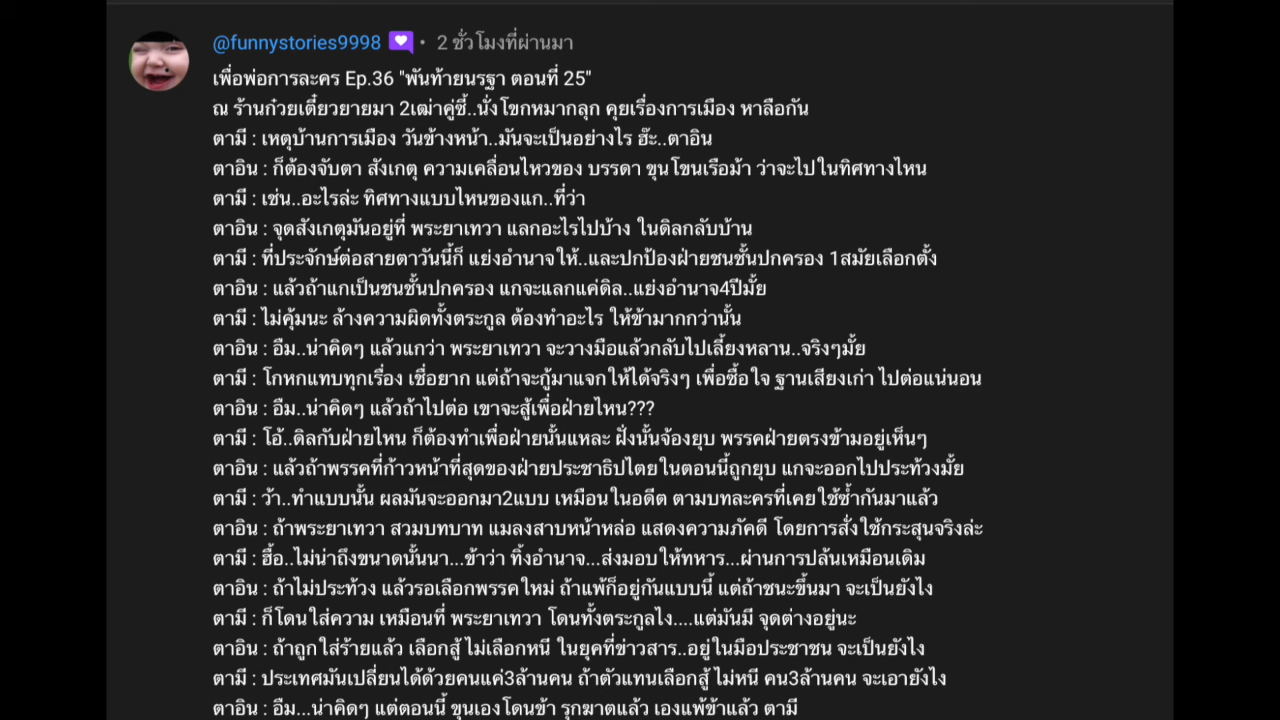 @funnystories9998 • 2 ชั่วโมงที่ผ่านมา
เพื่อพ่อการละคร Ep.36 "พันท้ายนรฐา ตอนที่ 25"
ณ ร้านก๋วยเตี๋ยวยายมา 2เฒ่าคู่ซี้..นั่งโขกหมากลุก คุยเรื่องการเมือง หาลือกัน
ตามี : เหตุบ้านการเมือง วันข้างหน้า..มันจะเป็นอย่างไร ฮ๊ะ..ตาอิน
ตาอิน : ก็ต้องจับตา สังเกตุ ความเคลื่อนไหวของ บรรดา ขุนโขนเรือม้า ว่าจะไปในทิศทางไหน
ตามี : เช่น..อะไรล่ะ ทิศทางแบบไหนของแก..ที่ว่า
ตาอิน : จุดสังเกตุมันอยู่ที่ พระยาเทวา แลกอะไรไปบ้าง ในดิลกลับบ้าน
ตามี : ที่ประจักษ์ต่อสายตาวันนี้ก็ แย่งอำนาจให้..และปกป้องฝ่ายชนชั้นปกครอง 1สมัยเลือกตั้ง
ตาอิน : แล้วถ้าแกเป็นชนชั้นปกครอง แกจะแลกแค่ดิล..แย่งอำนาจ4ปีมั้ย
ตามี : ไม่คุ้มนะ ล้างความผิดทั้งตระกูล ต้องทำอะไร ให้ข้ามากกว่านั้น
ตาอิน : อืม..น่าคิดๆ แล้วแกว่า พระยาเทวา จะวางมือแล้วกลับไปเลี้ยงหลาน..จริงๆมั้ย
ตามี : โกหกแทบทุกเรื่อง เชื่อยาก แต่ถ้าจะกู้มาแจกให้ได้จริงๆ เพื่อซื้อใจ ฐานเสียงเก่า ไปต่อแน่นอน
ตาอิน : อืม..น่าคิดๆ แล้วถ้าไปต่อ เขาจะสู้เพื่อฝ่ายไหน???
ตามี : โอ้..ดิลกับฝ่ายไหน ก็ต้องทำเพื่อฝ่ายนั้นแหละ ฝั่งนั้นจ้องยุบ พรรคฝ่ายตรงข้ามอยู่เห็นๆ
ตาอิน : แล้วถ้าพรรคที่ก้าวหน้าที่สุดของฝ่ายประชาธิปไตยในตอนนี้ถูกยุบ แกจะออกไปประท้วงมั้ย
ตามี : ว้า..ทำแบบนั้น ผลมันจะออกมา2แบบ เหมือนในอดีต ตามบทละครที่เคยใช้ซ้ำกันมาแล้ว
ตาอิน : ถ้าพระยาเทวา สวมบทบาท แมลงสาบหน้าหล่อ แสดงความภัคดี โดยการสั่งใช้กระสุนจริงล่ะ
ตามี : ฮื้อ..ไม่น่าถึงขนาดนั้นนา...ข้าว่า ทิ้งอำนาจ...ส่งมอบให้ทหาร...ผ่านการปล้นเหมือนเดิม
ตาอิน : ถ้าไม่ประท้วง แล้วรอเลือกพรรคใหม่ ถ้าแพ้ก็อยู่กันแบบนี้ แต่ถ้าชนะขึ้นมา จะเป็นยังไง
ตามี : ก็โดนใส่ความ เหมือนที่ พระยาเทวา โดนทั้งตระกูลไง....แต่มันมี จุดต่างอยู่นะ
ตาอิน : ถ้าถูกใส่ร้ายแล้ว เลือกสู้ไม่เลือกหนี ในยุคที่ข่าวสาร..อยู่ในมือประชาชน จะเป็นยังไง
ตามี : ประเทศมันเปลี่ยนได้ด้วยคนแค่3ล้านคน ถ้าตัวแทนเลือกสู้ไม่หนี คน3ล้านคน จะเอายังไง
ตาอิน : อืม...น่าคิดๆ แต่ตอนนี้ ขุนเองโดนข้า รุกฆาตแล้ว เองแพ้ข้าแล้ว ตามี